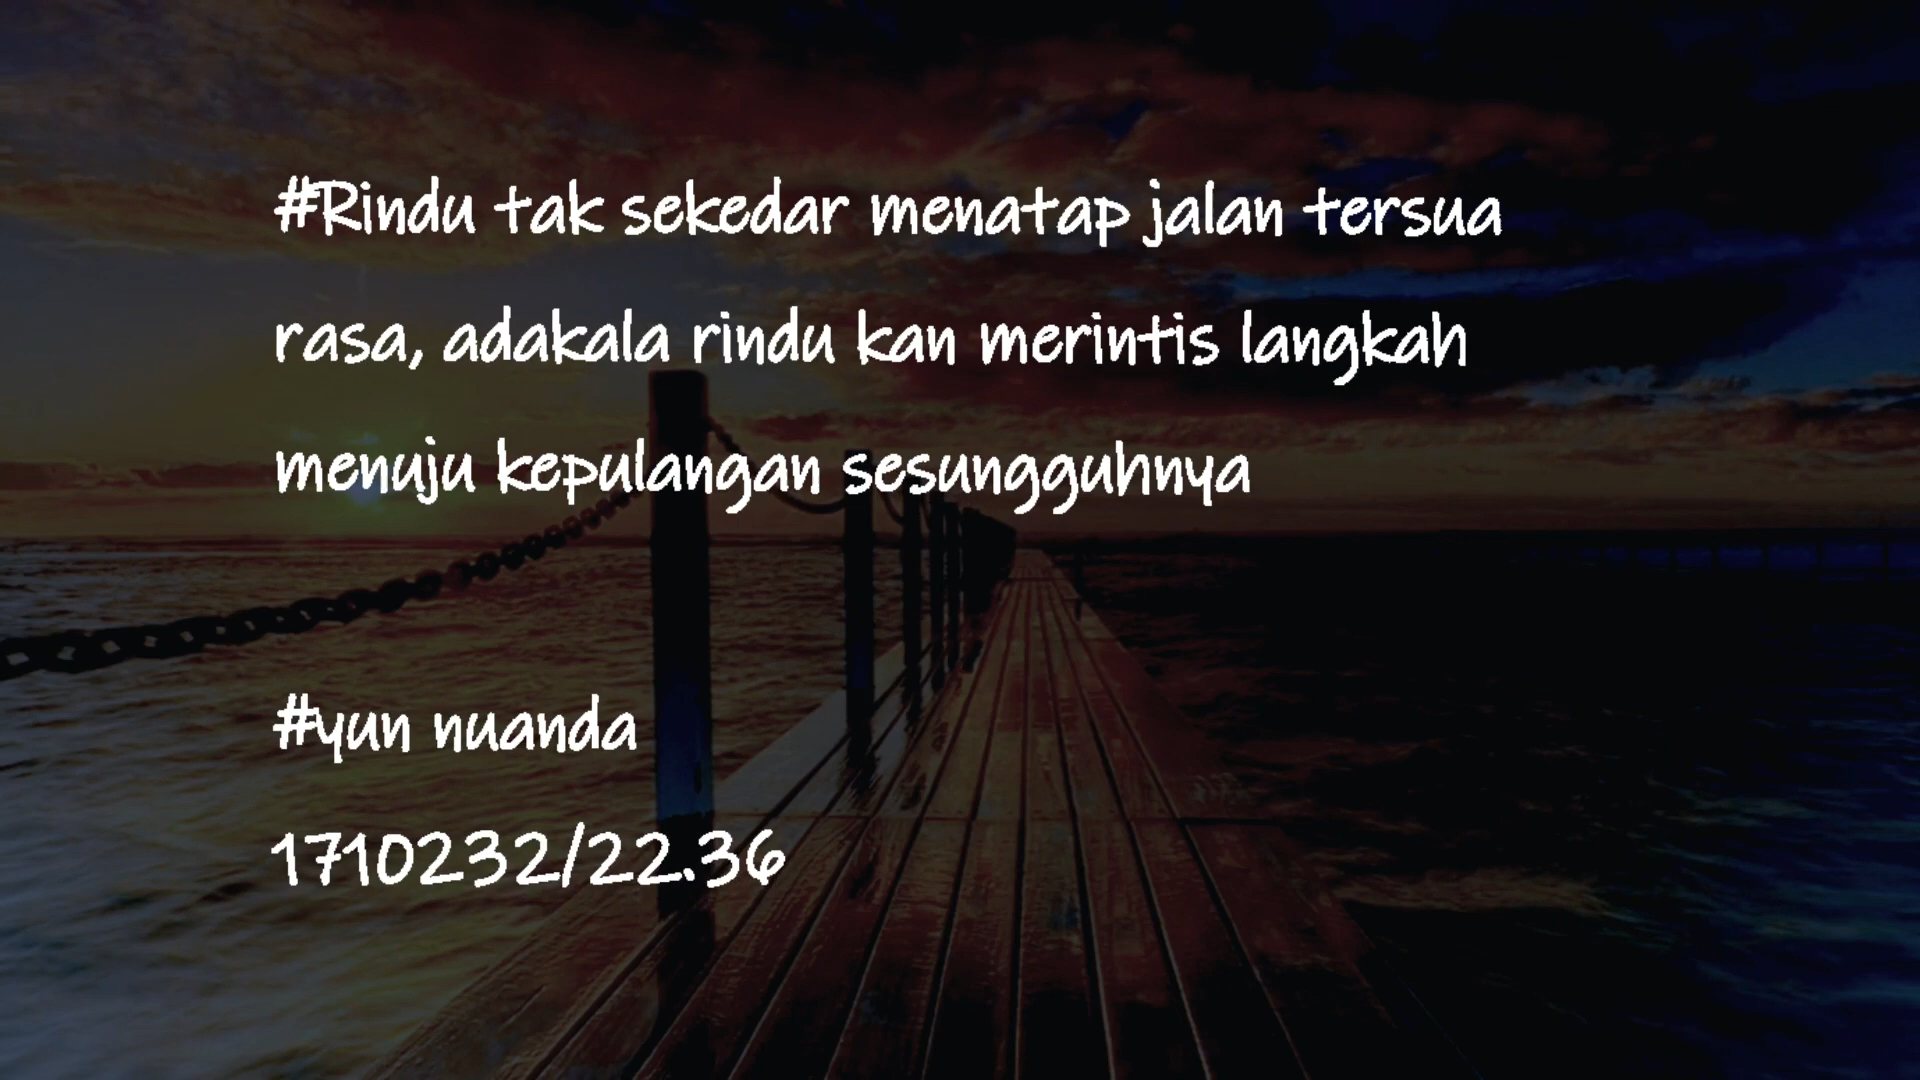 #Rindu tak sekedar menatap jalan tersua
rasa, adakala rindu kan merintis langkah
menuju kepulangan sesungguhnya
#yun nuanda
1710232/22.36